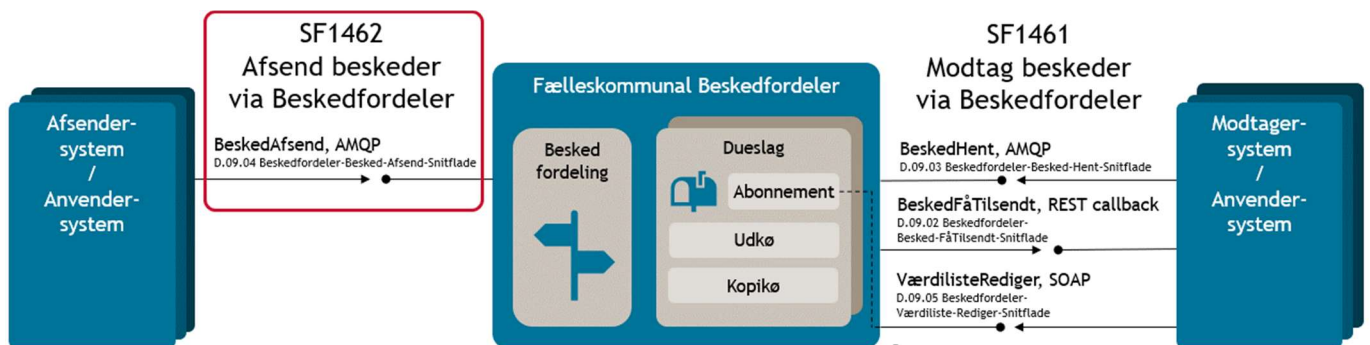 SF1462
Afsend beskeder
via Beskedfordeler
SF1461
Modtag beskeder
via Beskedfordeler
Afsender-
system
/
Anvender-
system
BeskedAfsend, AMQP
D.09.04 Beskedfordeler-Besked-Afsend-Snitflade
Fælleskommunal Beskedfordeler
Besked
fordeling
Dueslag
Abonnement
Udkø
Kopikø
BeskedHent, AMQP
D.09.03 Beskedfordeler-Besked-Hent-Snitflade
BeskedFåTilsendt, REST callback
D.09.02 Beskedfordeler-
Besked-FåTilsendt-Snitflade
VærdilisteRediger, SOAP
D.09.05 Beskedfordeler-
Værdiliste-Rediger-Snitflade
Modtager-
system
/
Anvender-
system